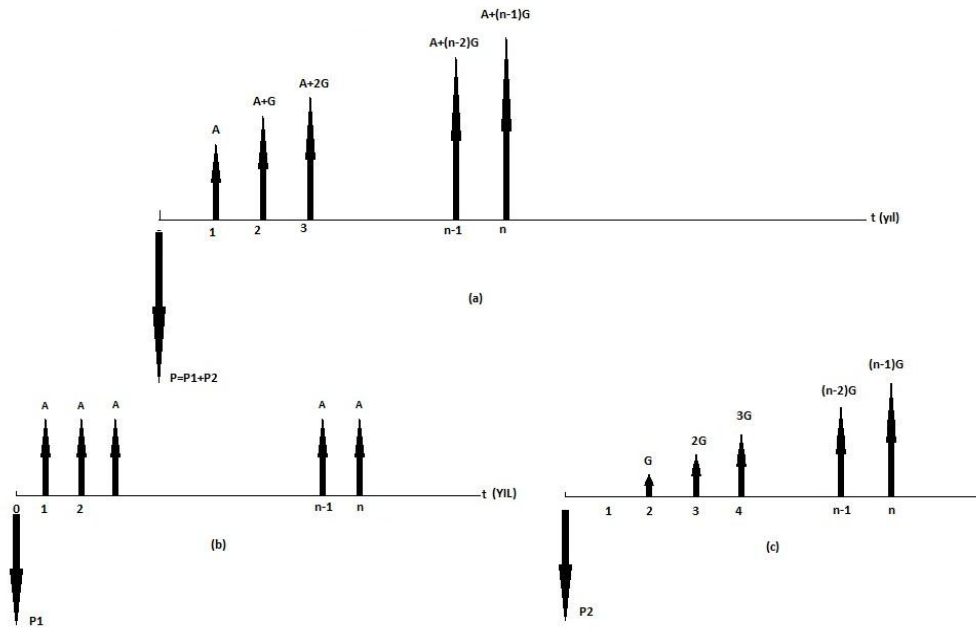 A+(n-1)G
A+(n-2)G
A+2G
A+G
A
t (yıl)
1 2 3 n-1 n
(a)
P=P1+P2
A A A A A
t (YIL)
0 1 2 n-1 n
(b)
P1
(n-1)G
(n-2)G
3G
2G
G
1 2 3 4 n-1 n
(c)
P2